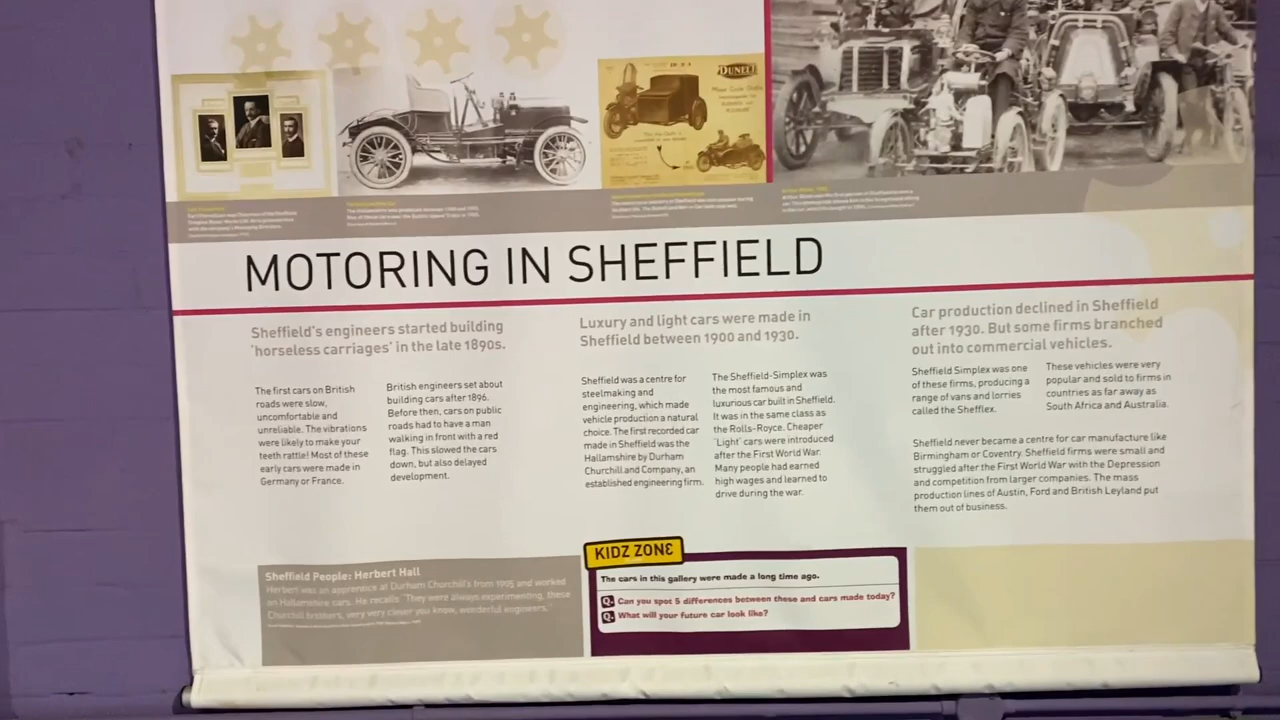 DUNELT
MOTORING IN SHEFFIELD
Sheffield's engineers started building
'horseless carriages' in the late 1890s.
The first cars on British
roads were slow,
uncomfortable and
unreliable. The vibrations
were likely to make your
teeth rattle! Most of these
early cars were made in
Germany or France.
British engineers set about
building cars after 1896.
Before then, cars on public
roads had to have a man
walking in front with a red
flag. This slowed the cars
down, but also delayed
development.
Luxury and light cars were made in
Sheffield between 1900 and 1930.
Sheffield was a centre for
steelmaking and
engineering, which made
vehicle production a natural
choice. The first recorded car
made in Sheffield was the
Hallamshire by Durham
Churchill and Company, an
established engineering firm.
The Sheffield-Simplex was
the most famous and
luxurious car built in Sheffield.
It was in the same class as
the Rolls-Royce. Cheaper
'Light' cars were introduced
after the First World War.
Many people had earned
high wages and learned to
drive during the war.
Car production declined in Sheffield
after 1930. But some firms branched
out into commercial vehicles.
Sheffield Simplex was one
of these firms, producing a
range of vans and lorries
called the Shefflex.
These vehicles were very
popular and sold to firms in
countries as far away as
South Africa and Australia.
Sheffield never became a centre for car manufacture like
Birmingham or Coventry. Sheffield firms were small and
struggled after the First World War with the Depression
and competition from larger companies. The mass
production lines of Austin, Ford and British Leyland put
them out of business.
Sheffield People: Herbert Hall
Herbert was an apprentice at Durham Churchill's from 1905 and worked
on Hallamshire cars. He recalls "They were always experimenting, these
Churchill brothers, very very clever you know, wonderful engineers."
KIDZ ZONE
The cars in this gallery were made a long time ago.
Q. Can you spot 5 differences between these and cars made today?
Q. What will your future car look like?